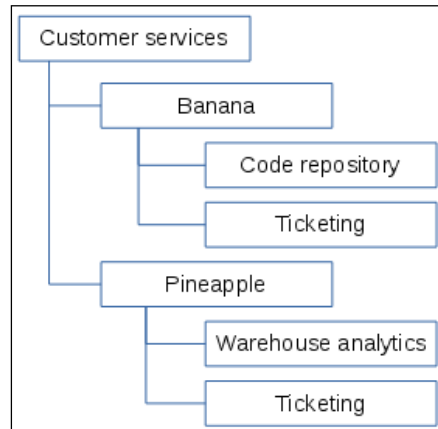 Customer services
Banana
Code repository
Ticketing
Pineapple
Warehouse analytics
Ticketing